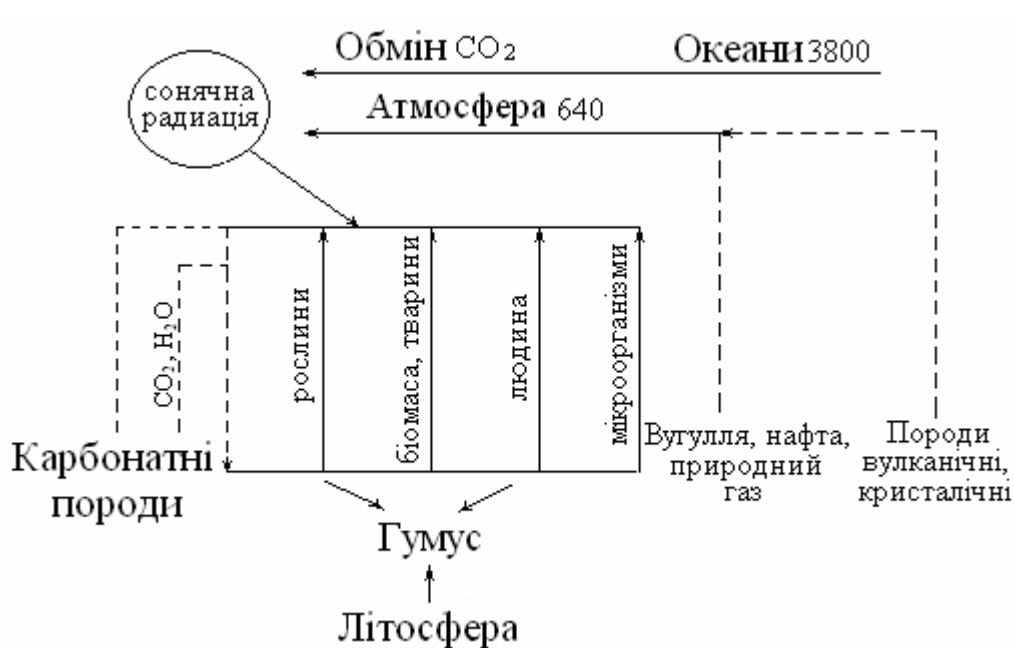 Обмін CO₂
Океани 3800
сонячна
радиація
Атмосфера 640
CO₂, H₂O
рослини
біомаса, тварини
людина
мікроорганізми
Карбонатні
породи
Вугулля, нафта,
природний
газ
Породи
вулканічні,
кристалічні
Гумус
Літосфера